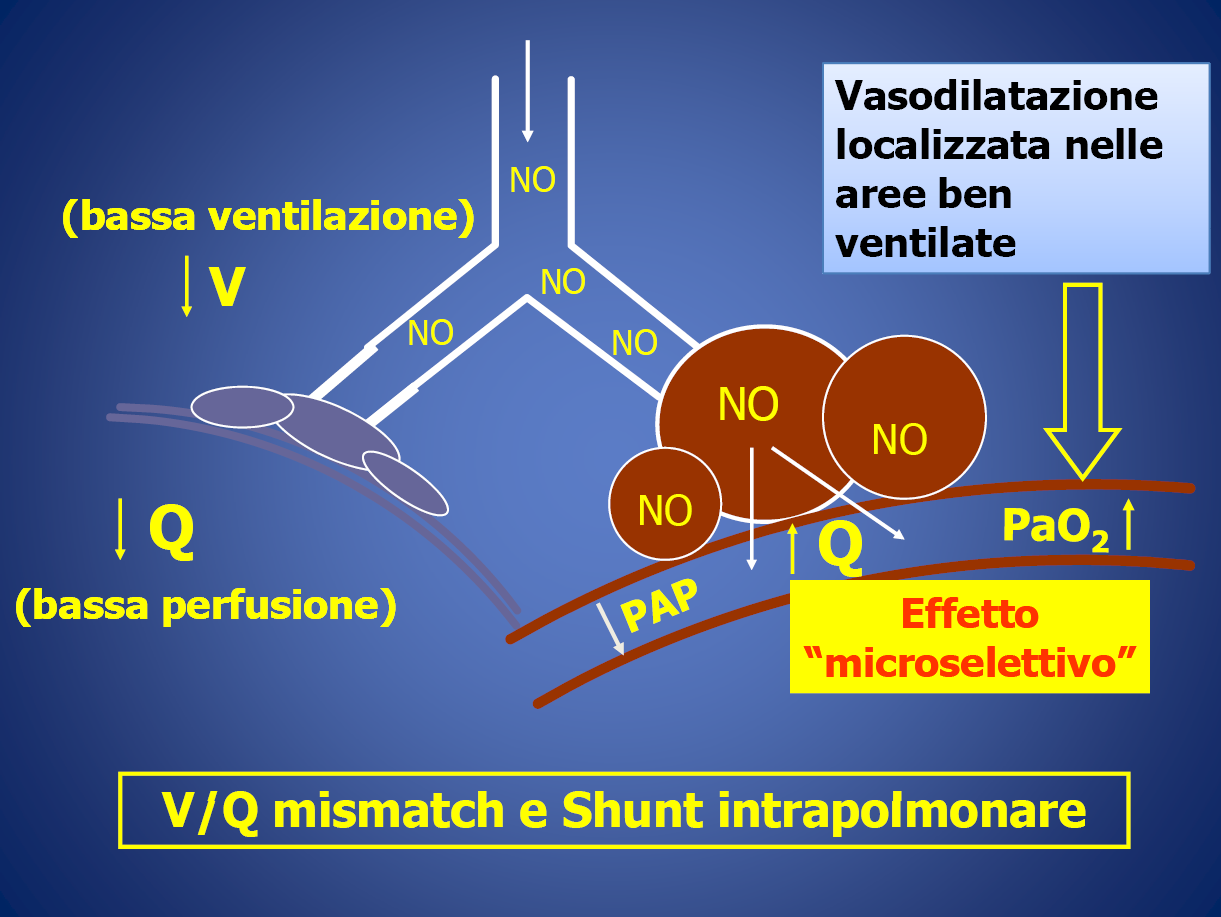 Vasodilatazione
localizzata nelle
aree ben
ventilate
NO
(bassa ventilazione)
↓ V
NO
NO
NO
NO
NO
NO
↓ Q
(bassa perfusione)
PaO₂ ↑
↑ Q
PAP
Effetto
“microselettivo”
V/Q mismatch e Shunt intrapolmonare